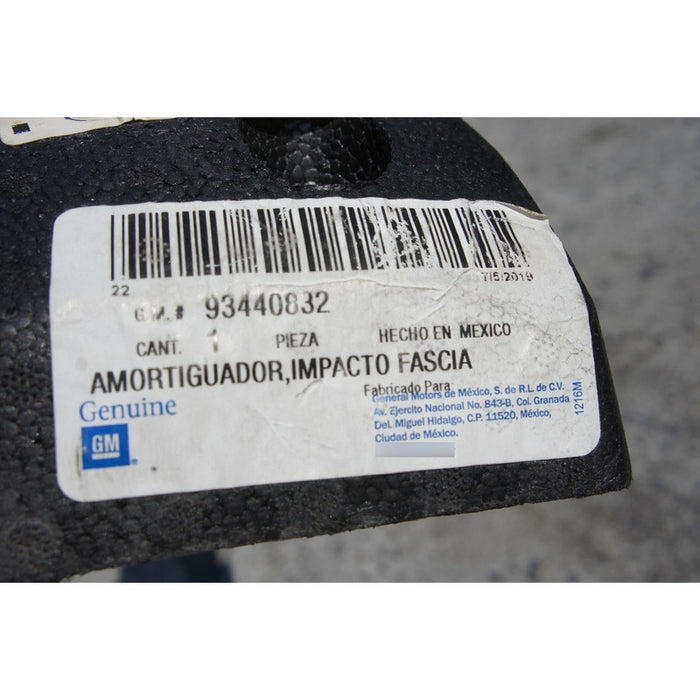 22
7/5/2019
G.M. # 93440832
CANT. 1 PIEZA HECHO EN MEXICO
AMORTIGUADOR,IMPACTO FASCIA
Fabricado Para:
Genuine
GM
General Motors de México, S. de R.L. de C.V.
Av. Ejercito Nacional No. 843-B, Col. Granada
Del. Miguel Hidalgo, C.P. 11520, México,
Ciudad de México.
1216M